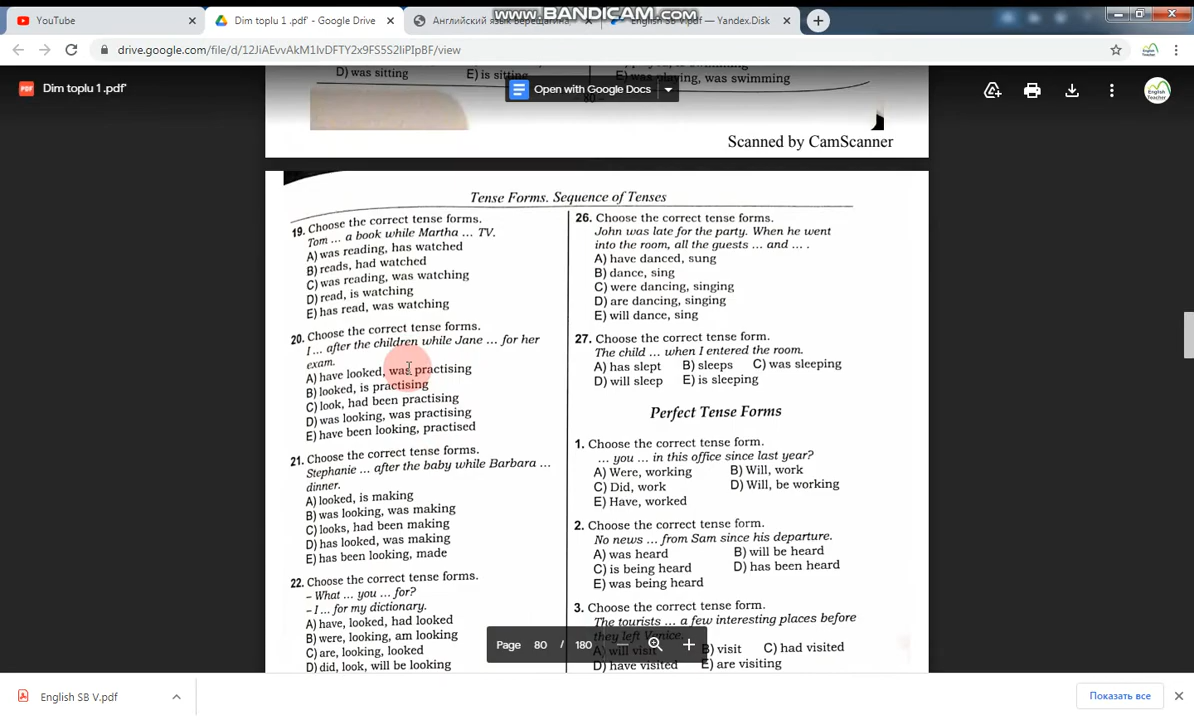 YouTube
Dim toplu 1 .pdf' - Google Drive
Английский язык Верещагина,
English SB V.pdf — Yandex.Disk
www.BANDICAM.com
drive.google.com/file/d/12JiAEvvAkM1IvDFTY2x9FS5S2IiPIpBF/view
Dim toplu 1 .pdf'
Open with Google Docs
English
Teacher
D) was sitting
E) is sitting
E) was playing, was swimming
Scanned by CamScanner
Tense Forms. Sequence of Tenses
19. Choose the correct tense forms.
Tom ... a book while Martha ... TV.
A) was reading, has watched
B) reads, had watched
C) was reading, was watching
D) read, is watching
E) has read, was watching
20. Choose the correct tense forms.
I ... after the children while Jane ... for her
exam.
A) have looked, was practising
B) looked, is practising
C) look, had been practising
D) was looking, was practising
E) have been looking, practised
21. Choose the correct tense forms.
Stephanie ... after the baby while Barbara ...
dinner.
A) looked, is making
B) was looking, was making
C) looks, had been making
D) has looked, was making
E) has been looking, made
22. Choose the correct tense forms.
– What ... you ... for?
– I ... for my dictionary.
A) have, looked, had looked
B) were, looking, am looking
C) are, looking, looked
D) did, look, will be looking
26. Choose the correct tense forms.
John was late for the party. When he went
into the room, all the guests ... and ... .
A) have danced, sung
B) dance, sing
C) were dancing, singing
D) are dancing, singing
E) will dance, sing
27. Choose the correct tense form.
The child ... when I entered the room.
A) has slept B) sleeps C) was sleeping
D) will sleep E) is sleeping
Perfect Tense Forms
1. Choose the correct tense form.
... you ... in this office since last year?
A) Were, working B) Will, work
C) Did, work D) Will, be working
E) Have, worked
2. Choose the correct tense form.
No news ... from Sam since his departure.
A) was heard B) will be heard
C) is being heard D) has been heard
E) was being heard
3. Choose the correct tense form.
The tourists ... a few interesting places before
they left Venice.
A) will visit B) visit C) had visited
D) have visited E) are visiting
Page 80 / 180
English SB V.pdf
Показать все